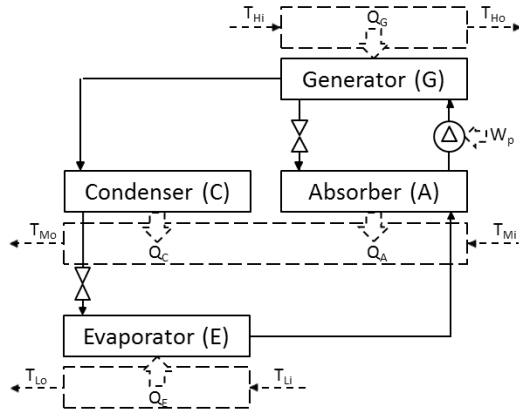 T_Hi
Q_G
T_Ho
Generator (G)
W_p
Condenser (C)
Absorber (A)
T_Mo
Q_C
Q_A
T_Mi
Evaporator (E)
T_Lo
Q_E
T_Li